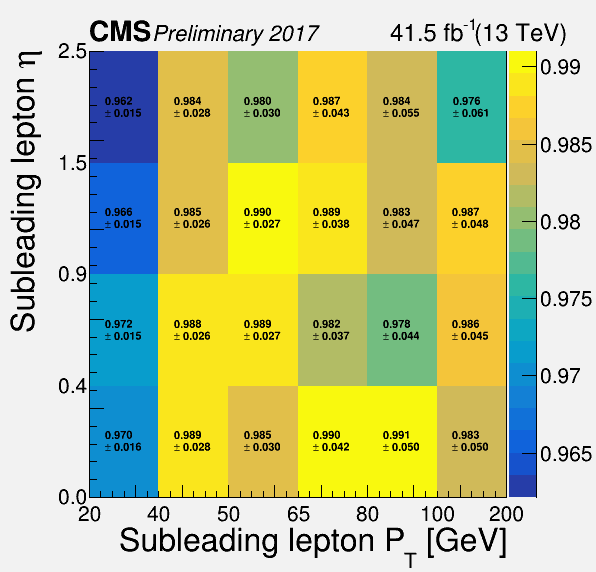 CMS Preliminary 2017 41.5 fb⁻¹(13 TeV)
Subleading lepton η
2.5
0.962 0.984 0.980 0.987 0.984 0.976
± 0.015 ± 0.028 ± 0.030 ± 0.043 ± 0.055 ± 0.061
1.5
0.966 0.985 0.990 0.989 0.983 0.987
± 0.015 ± 0.026 ± 0.027 ± 0.038 ± 0.047 ± 0.048
0.9
0.972 0.988 0.989 0.982 0.978 0.986
± 0.015 ± 0.026 ± 0.027 ± 0.037 ± 0.044 ± 0.045
0.4
0.970 0.989 0.985 0.990 0.991 0.983
± 0.016 ± 0.028 ± 0.030 ± 0.042 ± 0.050 ± 0.050
0.0
20 40 50 65 80 100 200
Subleading lepton P_T [GeV]
0.99
0.985
0.98
0.975
0.97
0.965